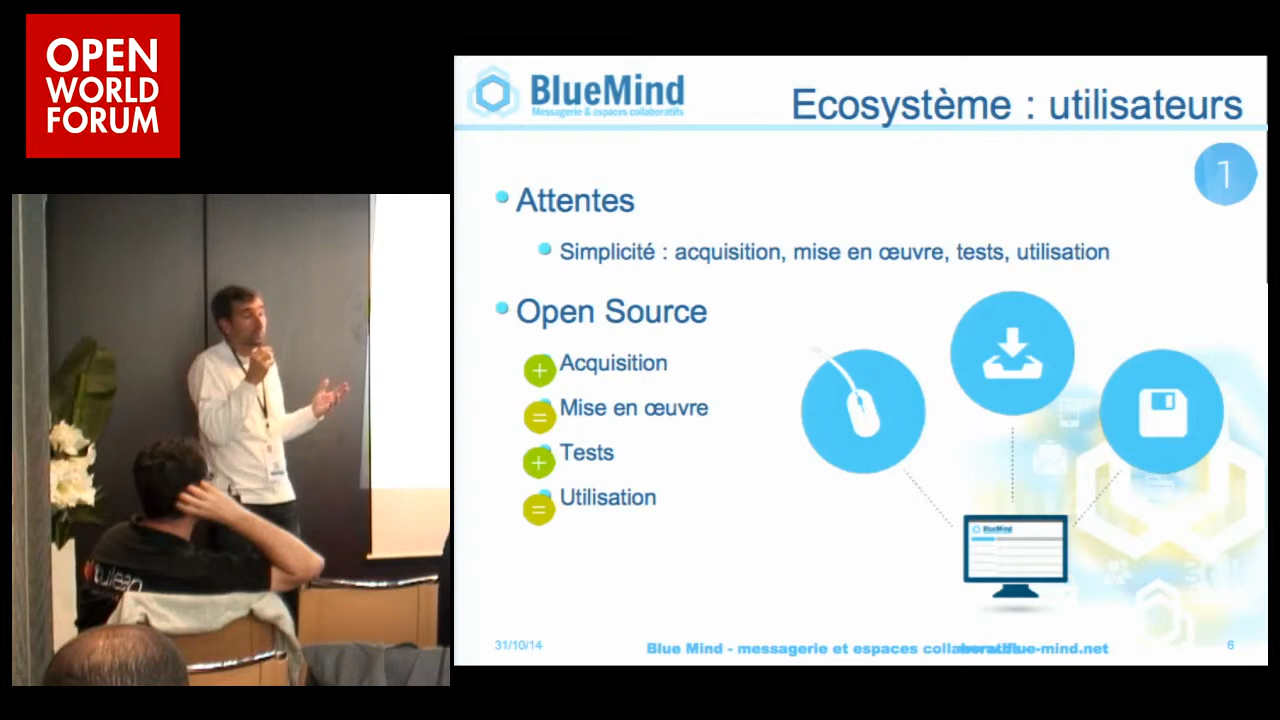 OPEN
WORLD
FORUM
BlueMind
Messagerie & espaces collaboratifs
Ecosystème : utilisateurs
1
Attentes
Simplicité : acquisition, mise en œuvre, tests, utilisation
Open Source
+ Acquisition
= Mise en œuvre
+ Tests
= Utilisation
BlueMind
31/10/14
Blue Mind - messagerie et espaces
6